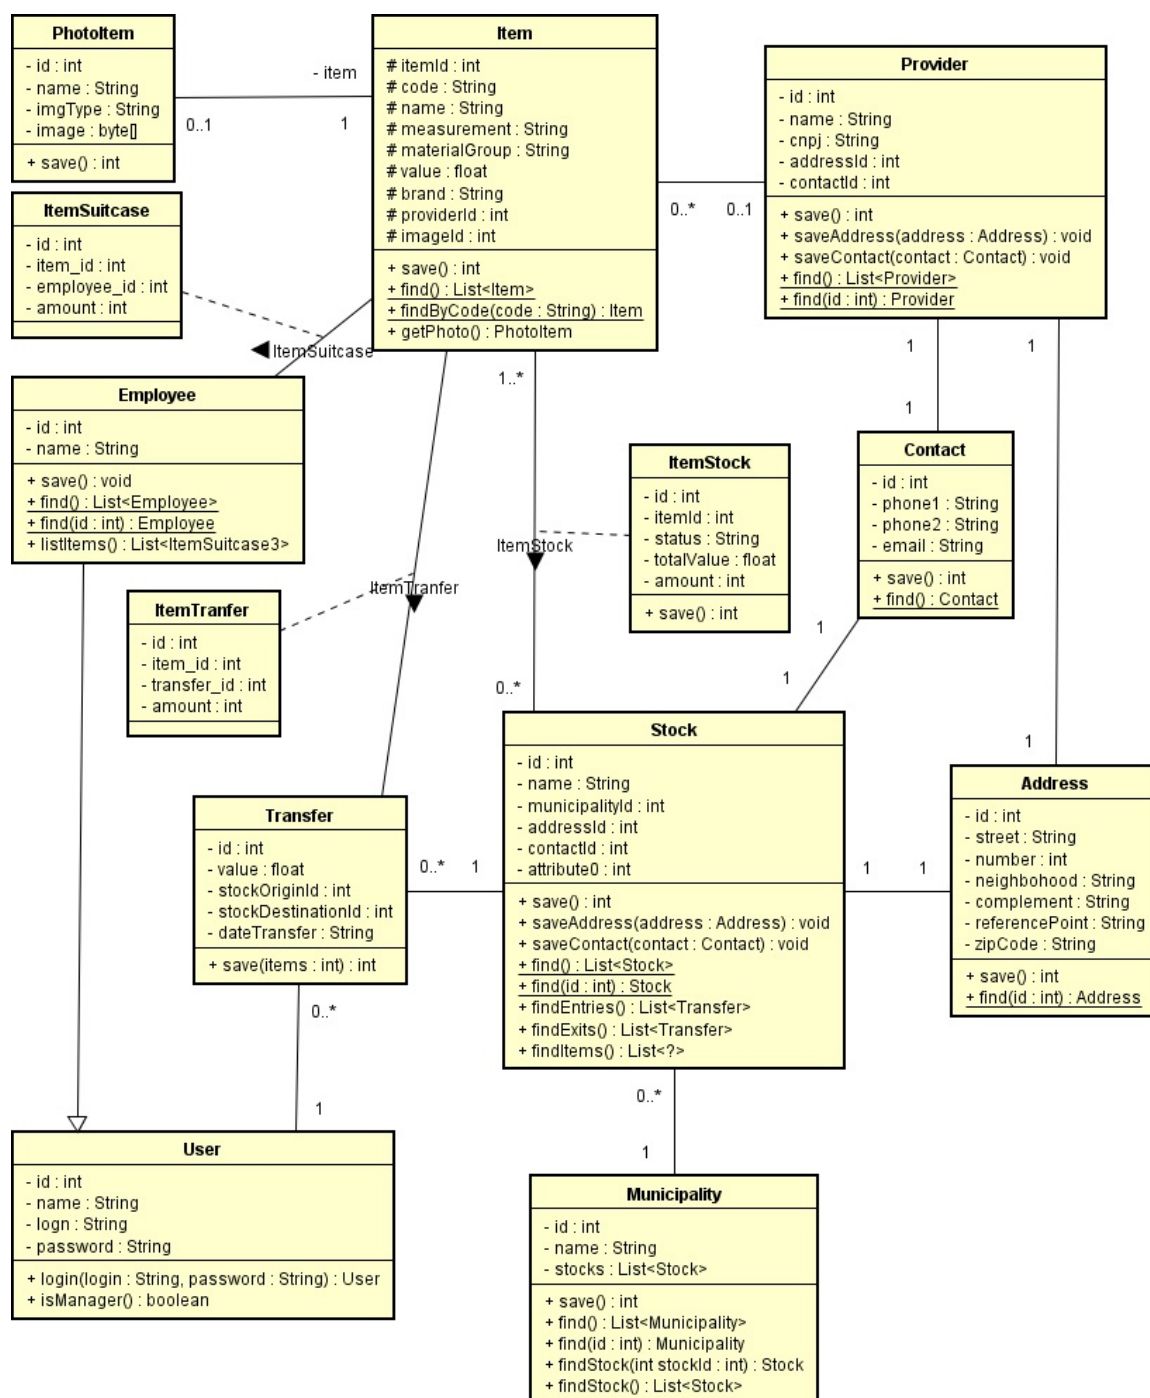 PhotoItem
- id : int
- name : String
- imgType : String
- image : byte[]
+ save() : int
- item
0..1
1
Item
# itemId : int
# code : String
# name : String
# measurement : String
# materialGroup : String
# value : float
# brand : String
# providerId : int
# imageId : int
+ save() : int
+ find() : List<Item>
+ findByCode(code : String) : Item
+ getPhoto() : PhotoItem
0..*
0..1
Provider
- id : int
- name : String
- cnpj : String
- addressId : int
- contactId : int
+ save() : int
+ saveAddress(address : Address) : void
+ saveContact(contact : Contact) : void
+ find() : List<Provider>
+ find(id : int) : Provider
ItemSuitcase
- id : int
- item_id : int
- employee_id : int
- amount : int
ItemSuitcase
1..*
1
1
1
Employee
- id : int
- name : String
+ save() : void
+ find() : List<Employee>
+ find(id : int) : Employee
+ listItems() : List<ItemSuitcase3>
ItemStock
ItemStock
- id : int
- itemId : int
- status : String
- totalValue : float
- amount : int
+ save() : int
Contact
- id : int
- phone1 : String
- phone2 : String
- email : String
+ save() : int
+ find() : Contact
ItemTranfer
ItemTranfer
- id : int
- item_id : int
- transfer_id : int
- amount : int
1
1
0..*
1
Stock
- id : int
- name : String
- municipalityId : int
- addressId : int
- contactId : int
- attribute0 : int
+ save() : int
+ saveAddress(address : Address) : void
+ saveContact(contact : Contact) : void
+ find() : List<Stock>
+ find(id : int) : Stock
+ findEntries() : List<Transfer>
+ findExits() : List<Transfer>
+ findItems() : List<?>
1
1
Address
- id : int
- street : String
- number : int
- neighbohood : String
- complement : String
- referencePoint : String
- zipCode : String
+ save() : int
+ find(id : int) : Address
Transfer
- id : int
- value : float
- stockOriginId : int
- stockDestinationId : int
- dateTransfer : String
+ save(items : int) : int
0..*
1
0..*
1
0..*
1
User
- id : int
- name : String
- logn : String
- password : String
+ login(login : String, password : String) : User
+ isManager() : boolean
Municipality
- id : int
- name : String
- stocks : List<Stock>
+ save() : int
+ find() : List<Municipality>
+ find(id : int) : Municipality
+ findStock(int stockId : int) : Stock
+ findStock() : List<Stock>